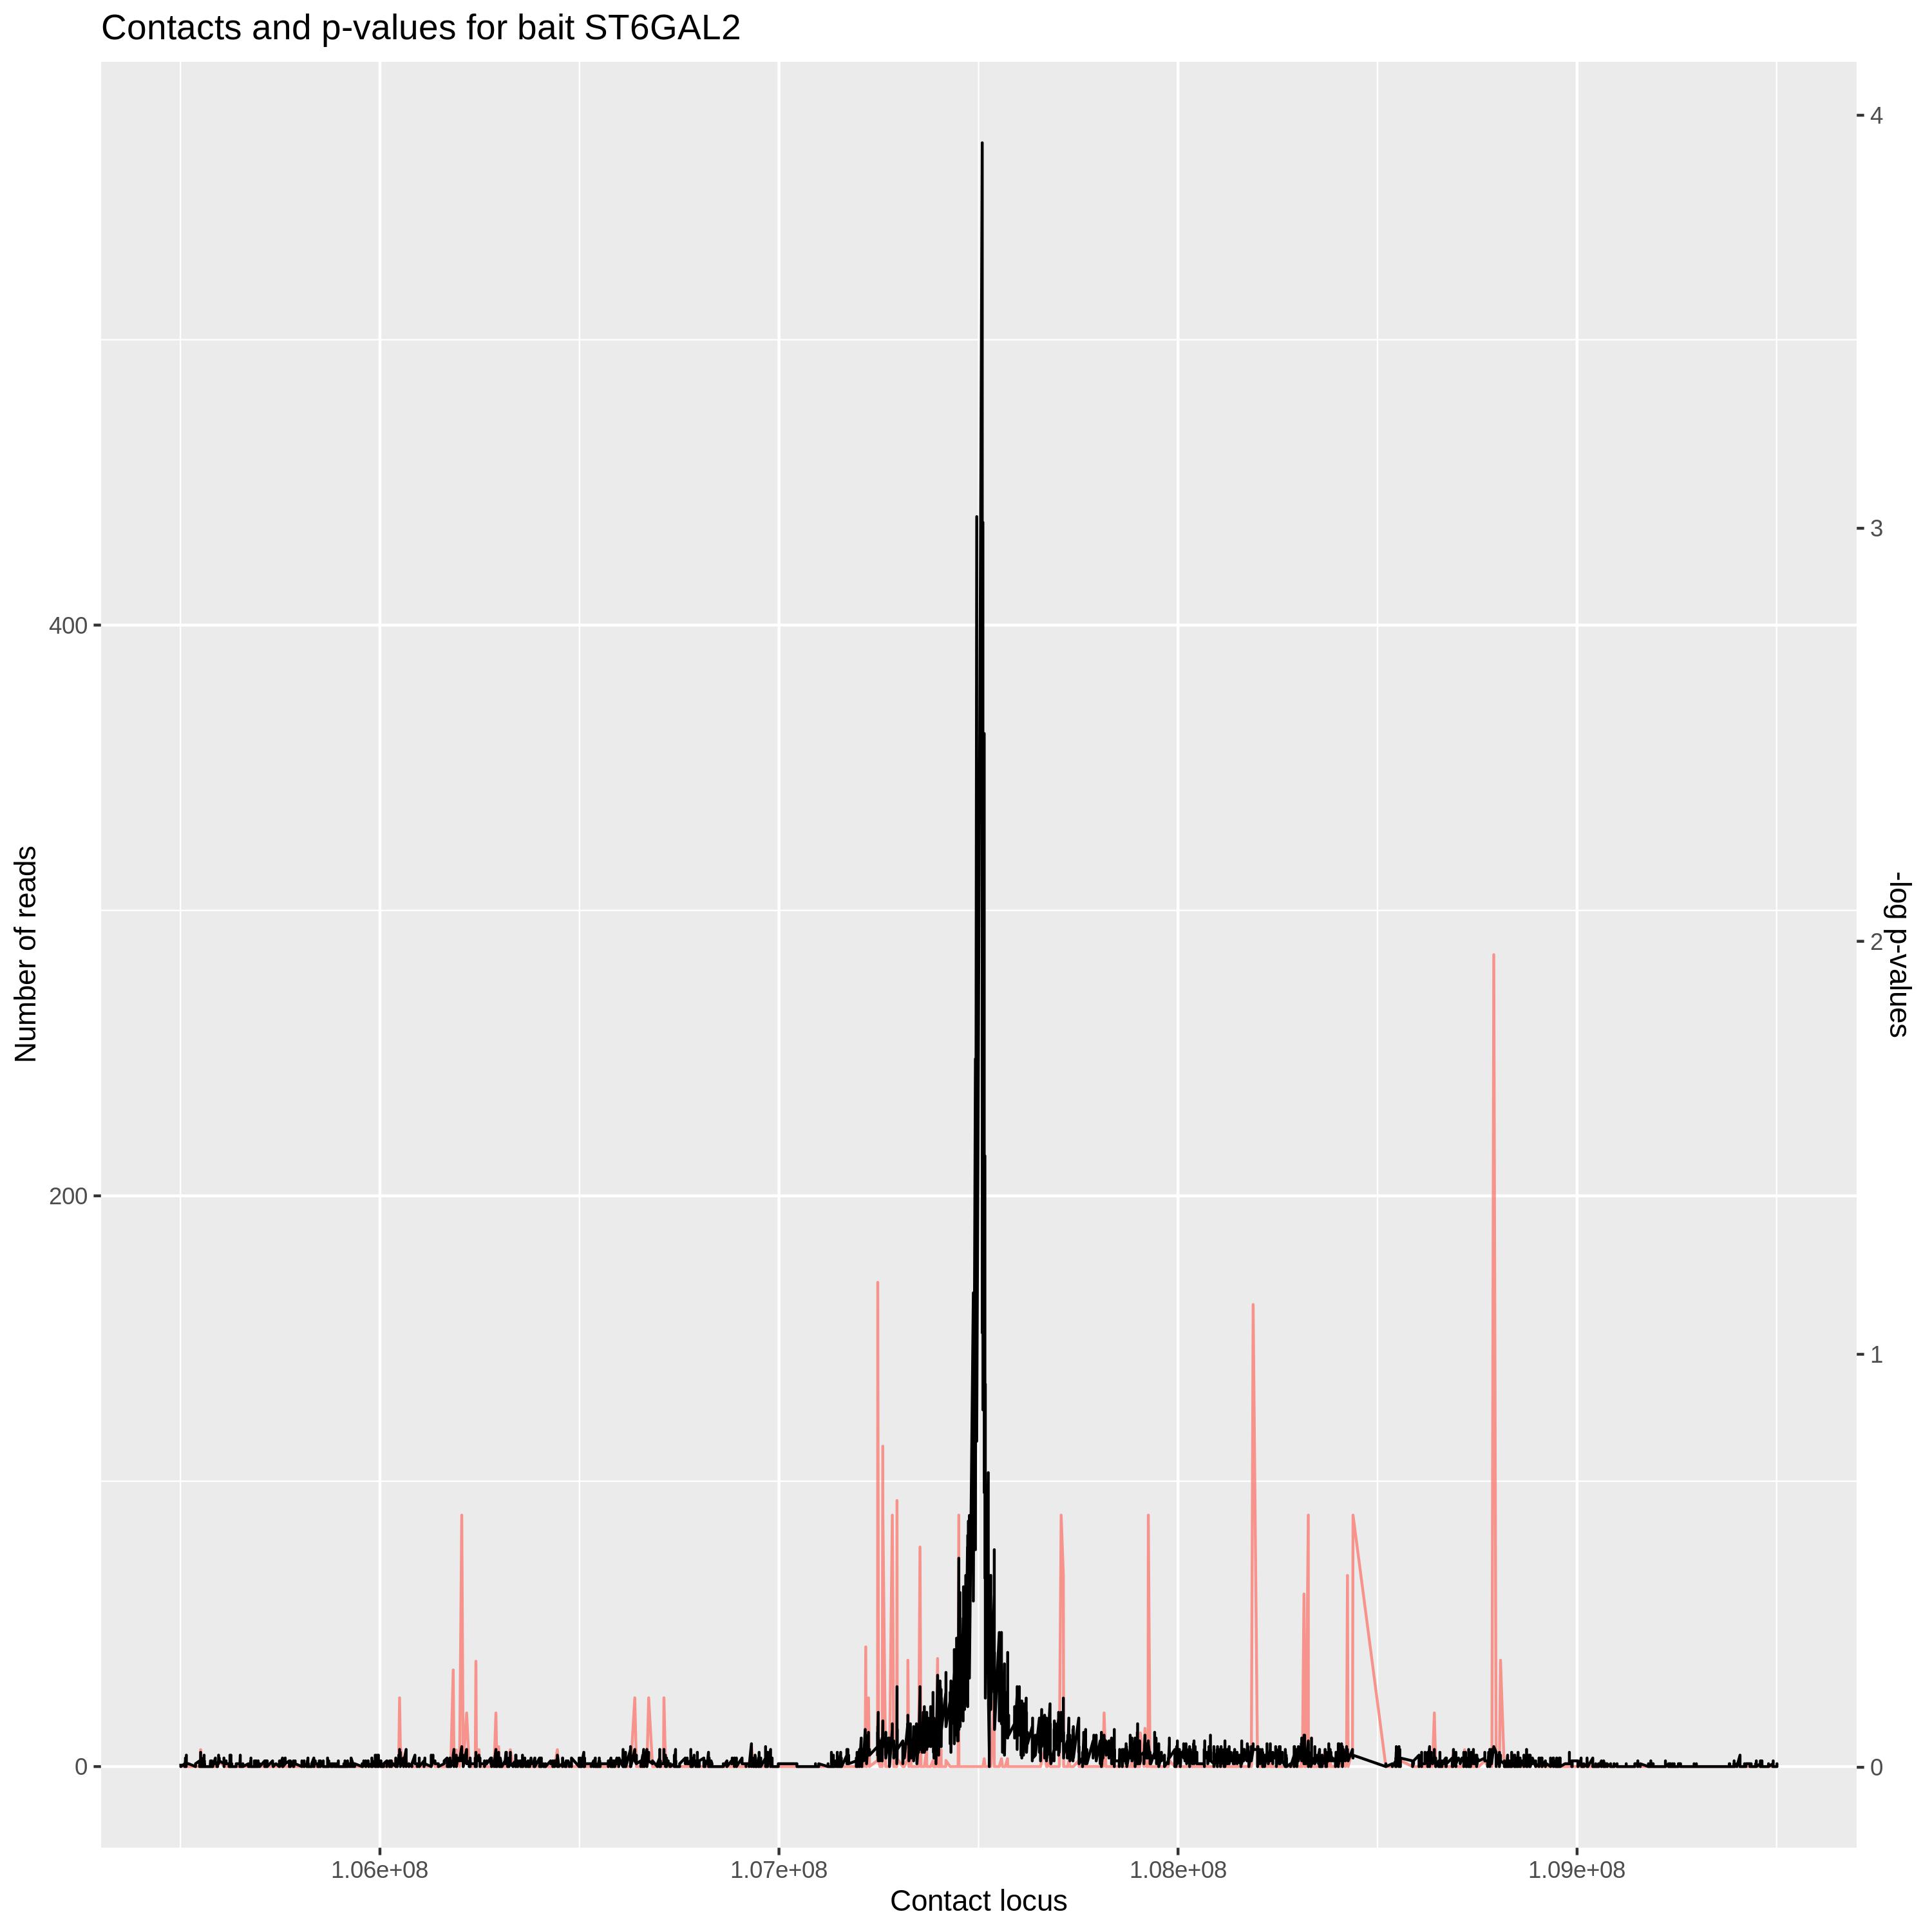 Contacts and p-values for bait ST6GAL2
4
3
400
Number of reads
-log p-values
2
200
1
0
0
1.06e+08
1.07e+08
1.08e+08
1.09e+08
Contact locus